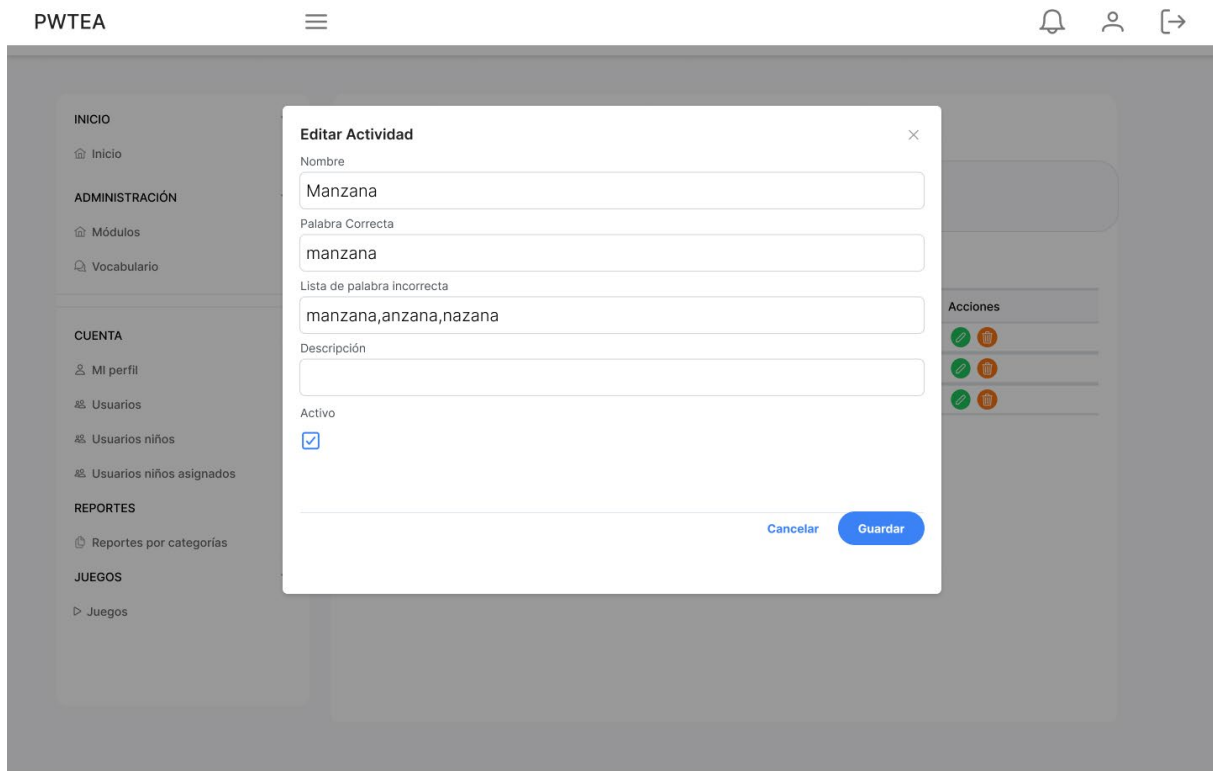 PWTEA
INICIO
Inicio
ADMINISTRACIÓN
Módulos
Vocabulario
CUENTA
MI perfil
Usuarios
Usuarios niños
Usuarios niños asignados
REPORTES
Reportes por categorías
JUEGOS
Juegos
Editar Actividad
Nombre
Manzana
Palabra Correcta
manzana
Lista de palabra incorrecta
manzana,anzana,nazana
Descripción
Activo
Cancelar Guardar
Acciones